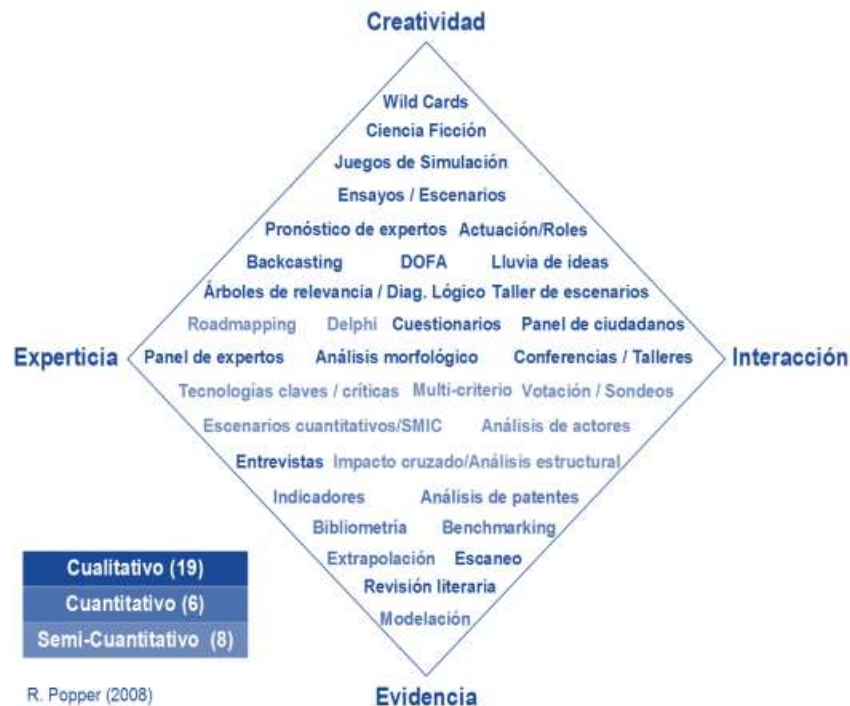 Creatividad
Wild Cards
Ciencia Ficción
Juegos de Simulación
Ensayos / Escenarios
Pronóstico de expertos Actuación/Roles
Backcasting DOFA Lluvia de ideas
Árboles de relevancia / Diag. Lógico Taller de escenarios
Roadmapping Delphi Cuestionarios Panel de ciudadanos
Experticia Panel de expertos Análisis morfológico Conferencias / Talleres Interacción
Tecnologías claves / críticas Multi-criterio Votación / Sondeos
Escenarios cuantitativos/SMIC Análisis de actores
Entrevistas Impacto cruzado/Análisis estructural
Indicadores Análisis de patentes
Bibliometría Benchmarking
Extrapolación Escaneo
Revisión literaria
Modelación
Cualitativo (19)
Cuantitativo (6)
Semi-Cuantitativo (8)
R. Popper (2008)
Evidencia